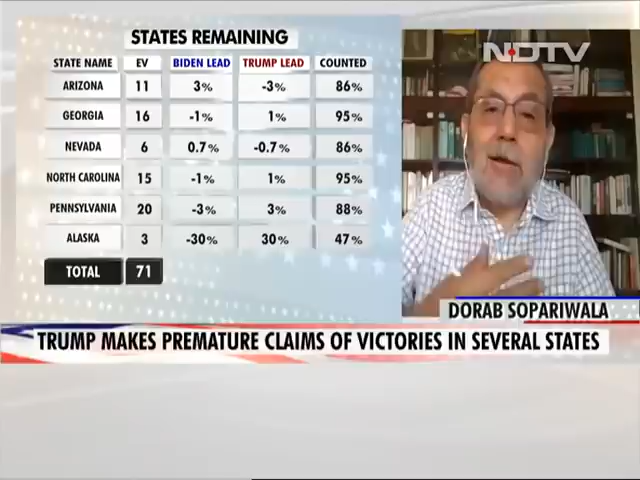 STATES REMAINING
STATE NAME EV BIDEN LEAD TRUMP LEAD COUNTED
ARIZONA 11 3% -3% 86%
GEORGIA 16 -1% 1% 95%
NEVADA 6 0.7% -0.7% 86%
NORTH CAROLINA 15 -1% 1% 95%
PENNSYLVANIA 20 -3% 3% 88%
ALASKA 3 -30% 30% 47%
TOTAL 71
NDTV
DORAB SOPARIWALA
TRUMP MAKES PREMATURE CLAIMS OF VICTORIES IN SEVERAL STATES